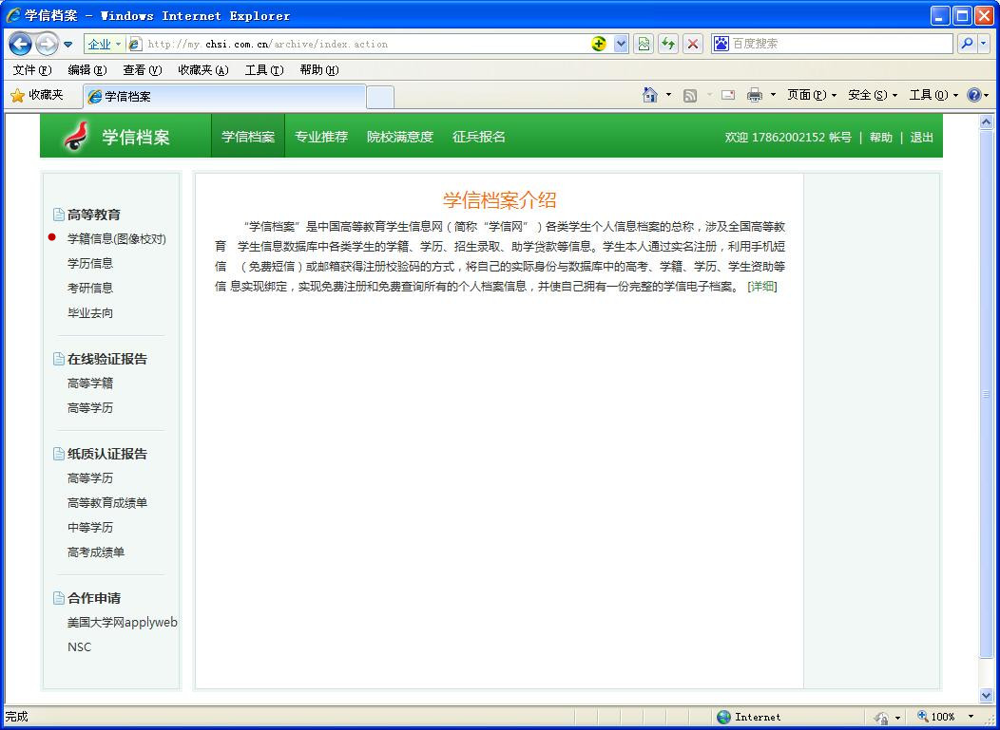 学信档案 - Windows Internet Explorer
企业 http://my.chsi.com.cn/archive/index.action 百度搜索
文件(F) 编辑(E) 查看(V) 收藏夹(A) 工具(T) 帮助(H)
收藏夹 学信档案 页面(P) 安全(S) 工具(O)
学信档案 学信档案 专业推荐 院校满意度 征兵报名 欢迎 17862002152 帐号 | 帮助 | 退出
高等教育
学籍信息(图像校对)
学历信息
考研信息
毕业去向
在线验证报告
高等学籍
高等学历
纸质认证报告
高等学历
高等教育成绩单
中等学历
高考成绩单
合作申请
美国大学网applyweb
NSC
学信档案介绍
“学信档案”是中国高等教育学生信息网（简称“学信网”）各类学生个人信息档案的总称，涉及全国高等教
育 学生信息数据库中各类学生的学籍、学历、招生录取、助学贷款等信息。学生本人通过实名注册，利用手机短
信 （免费短信）或邮箱获得注册校验码的方式，将自己的实际身份与数据库中的高考、学籍、学历、学生资助等
信 息实现绑定，实现免费注册和免费查询所有的个人档案信息，并使自己拥有一份完整的学信电子档案。 [详细]
完成 Internet 100%